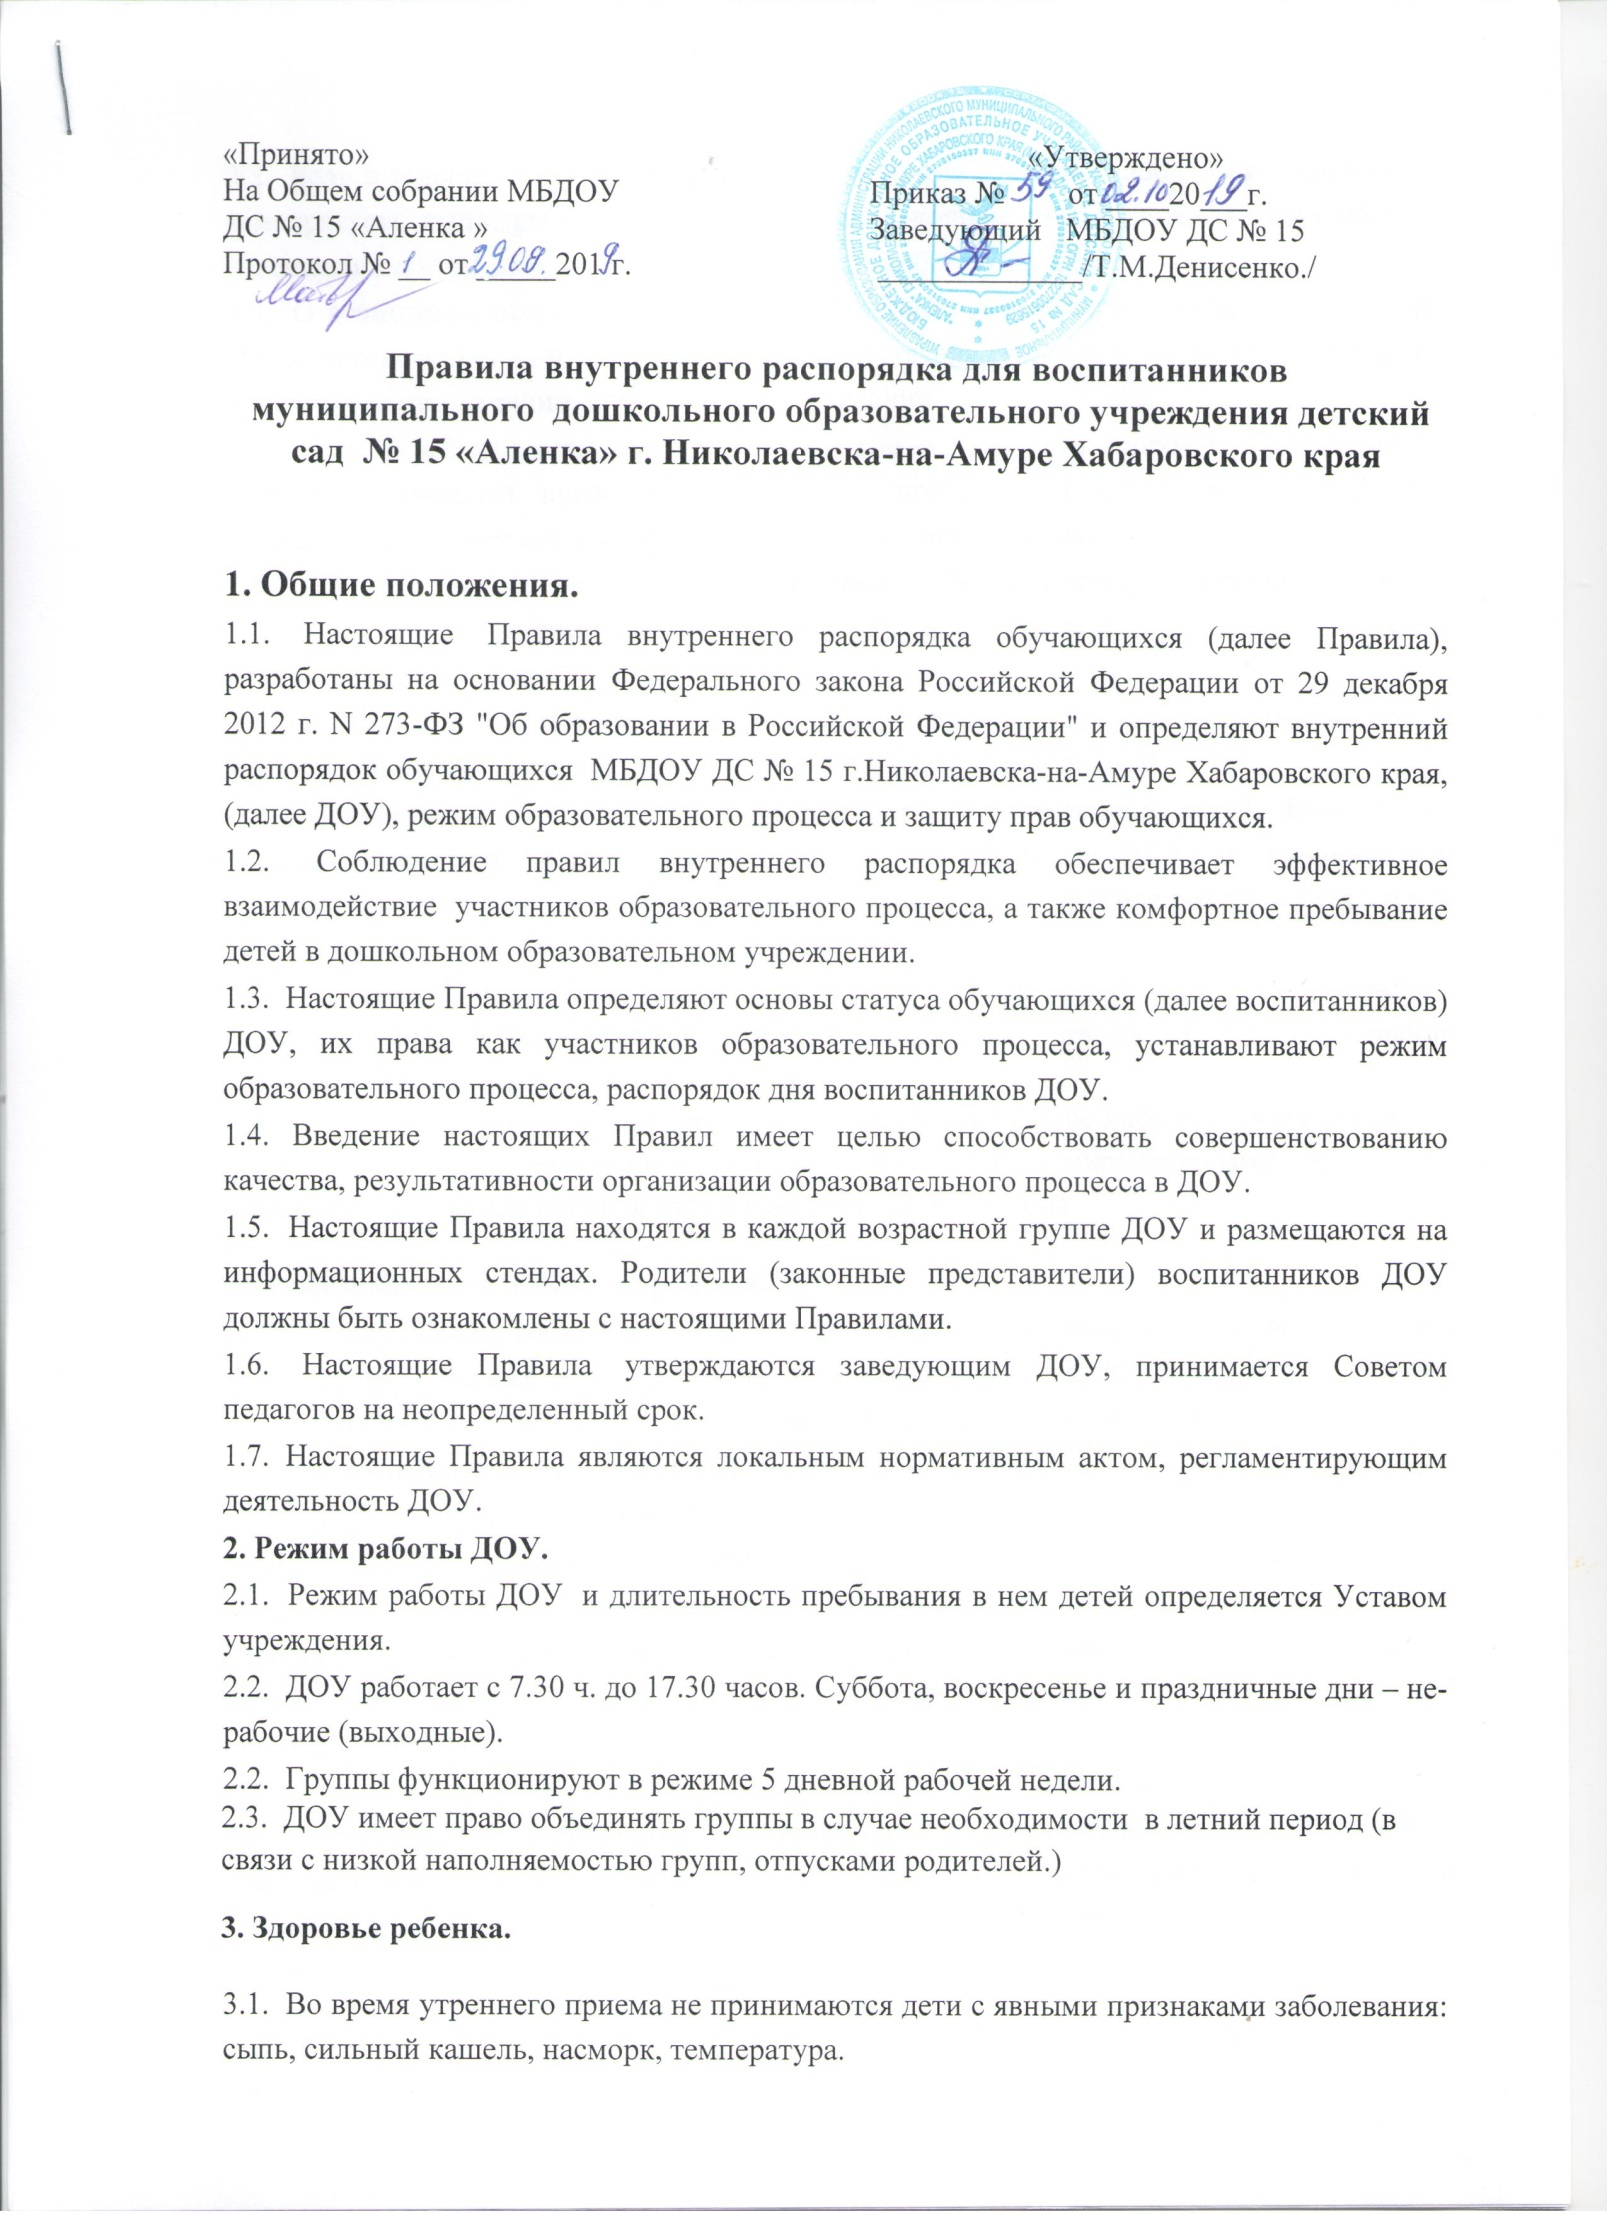 «Принято»
На Общем собрании МБДОУ
ДС № 15 «Аленка »
Протокол № 1 от 29.08.2019г.
«Утверждено»
Приказ № 59 от 02.10 2019 г.
Заведующий МБДОУ ДС № 15
/Т.М.Денисенко./
Правила внутреннего распорядка для воспитанников
муниципального дошкольного образовательного учреждения детский
сад № 15 «Аленка» г. Николаевска-на-Амуре Хабаровского края
1. Общие положения.
1.1. Настоящие Правила внутреннего распорядка обучающихся (далее Правила),
разработаны на основании Федерального закона Российской Федерации от 29 декабря
2012 г. N 273-ФЗ "Об образовании в Российской Федерации" и определяют внутренний
распорядок обучающихся МБДОУ ДС № 15 г.Николаевска-на-Амуре Хабаровского края,
(далее ДОУ), режим образовательного процесса и защиту прав обучающихся.
1.2. Соблюдение правил внутреннего распорядка обеспечивает эффективное
взаимодействие участников образовательного процесса, а также комфортное пребывание
детей в дошкольном образовательном учреждении.
1.3. Настоящие Правила определяют основы статуса обучающихся (далее воспитанников)
ДОУ, их права как участников образовательного процесса, устанавливают режим
образовательного процесса, распорядок дня воспитанников ДОУ.
1.4. Введение настоящих Правил имеет целью способствовать совершенствованию
качества, результативности организации образовательного процесса в ДОУ.
1.5. Настоящие Правила находятся в каждой возрастной группе ДОУ и размещаются на
информационных стендах. Родители (законные представители) воспитанников ДОУ
должны быть ознакомлены с настоящими Правилами.
1.6. Настоящие Правила утверждаются заведующим ДОУ, принимается Советом
педагогов на неопределенный срок.
1.7. Настоящие Правила являются локальным нормативным актом, регламентирующим
деятельность ДОУ.
2. Режим работы ДОУ.
2.1. Режим работы ДОУ и длительность пребывания в нем детей определяется Уставом
учреждения.
2.2. ДОУ работает с 7.30 ч. до 17.30 часов. Суббота, воскресенье и праздничные дни – не-
рабочие (выходные).
2.2. Группы функционируют в режиме 5 дневной рабочей недели.
2.3. ДОУ имеет право объединять группы в случае необходимости в летний период (в
связи с низкой наполняемостью групп, отпусками родителей.)
3. Здоровье ребенка.
3.1. Во время утреннего приема не принимаются дети с явными признаками заболевания:
сыпь, сильный кашель, насморк, температура.